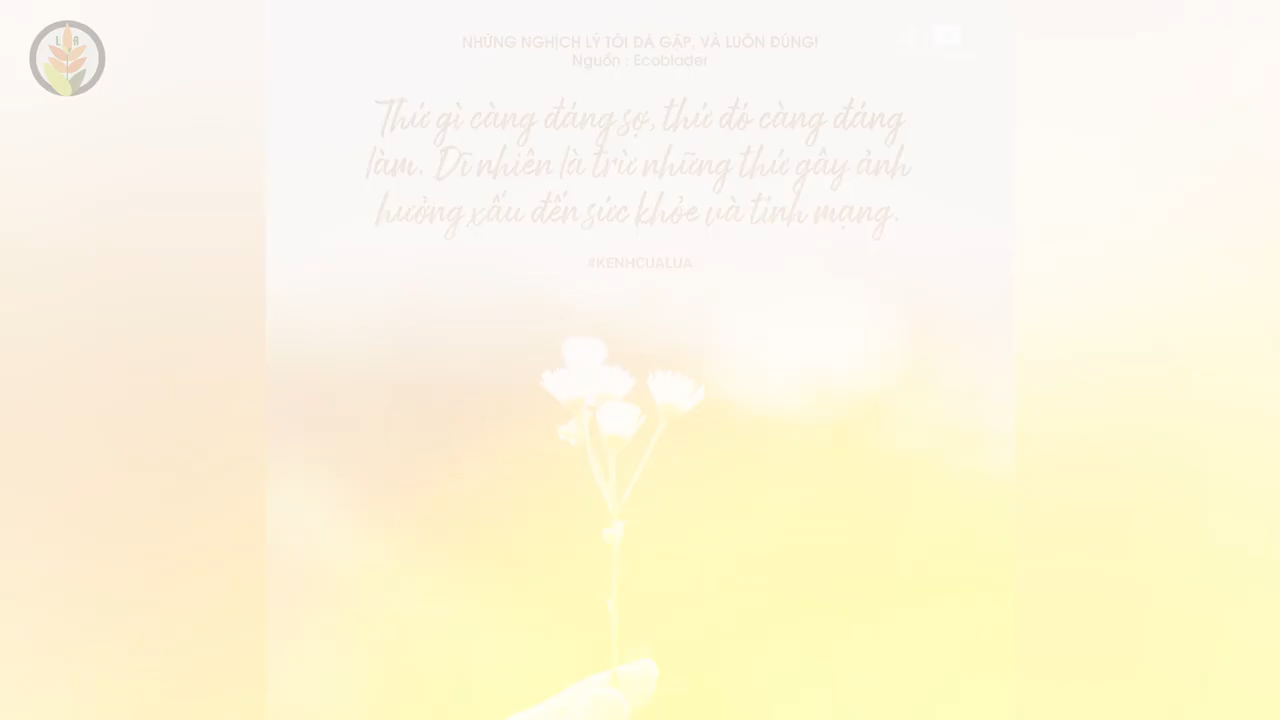 L A
NHỮNG NGHỊCH LÝ TÔI ĐÃ GẶP, VÀ LUÔN ĐÚNG!
Nguồn : Ecoblader
Thứ gì càng đáng sợ, thứ đó càng đáng
làm. Dĩ nhiên là trừ những thứ gây ảnh
hưởng xấu đến sức khỏe và tính mạng.
#KENHCUALUA